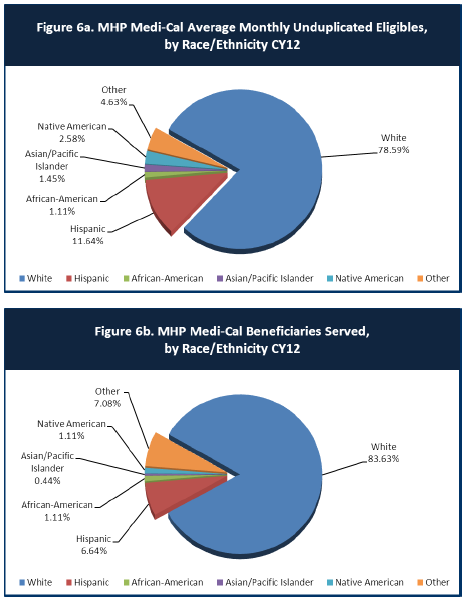 Figure 6a. MHP Medi-Cal Average Monthly Unduplicated Eligibles,
by Race/Ethnicity CY12
Other
4.63%
Native American
2.58%
Asian/Pacific
Islander
1.45%
African-American
1.11%
Hispanic
11.64%
White
78.59%
White Hispanic African-American Asian/Pacific Islander Native American Other
Figure 6b. MHP Medi-Cal Beneficiaries Served,
by Race/Ethnicity CY12
Other
7.08%
Native American
1.11%
Asian/Pacific
Islander
0.44%
African-American
1.11%
Hispanic
6.64%
White
83.63%
White Hispanic African-American Asian/Pacific Islander Native American Other